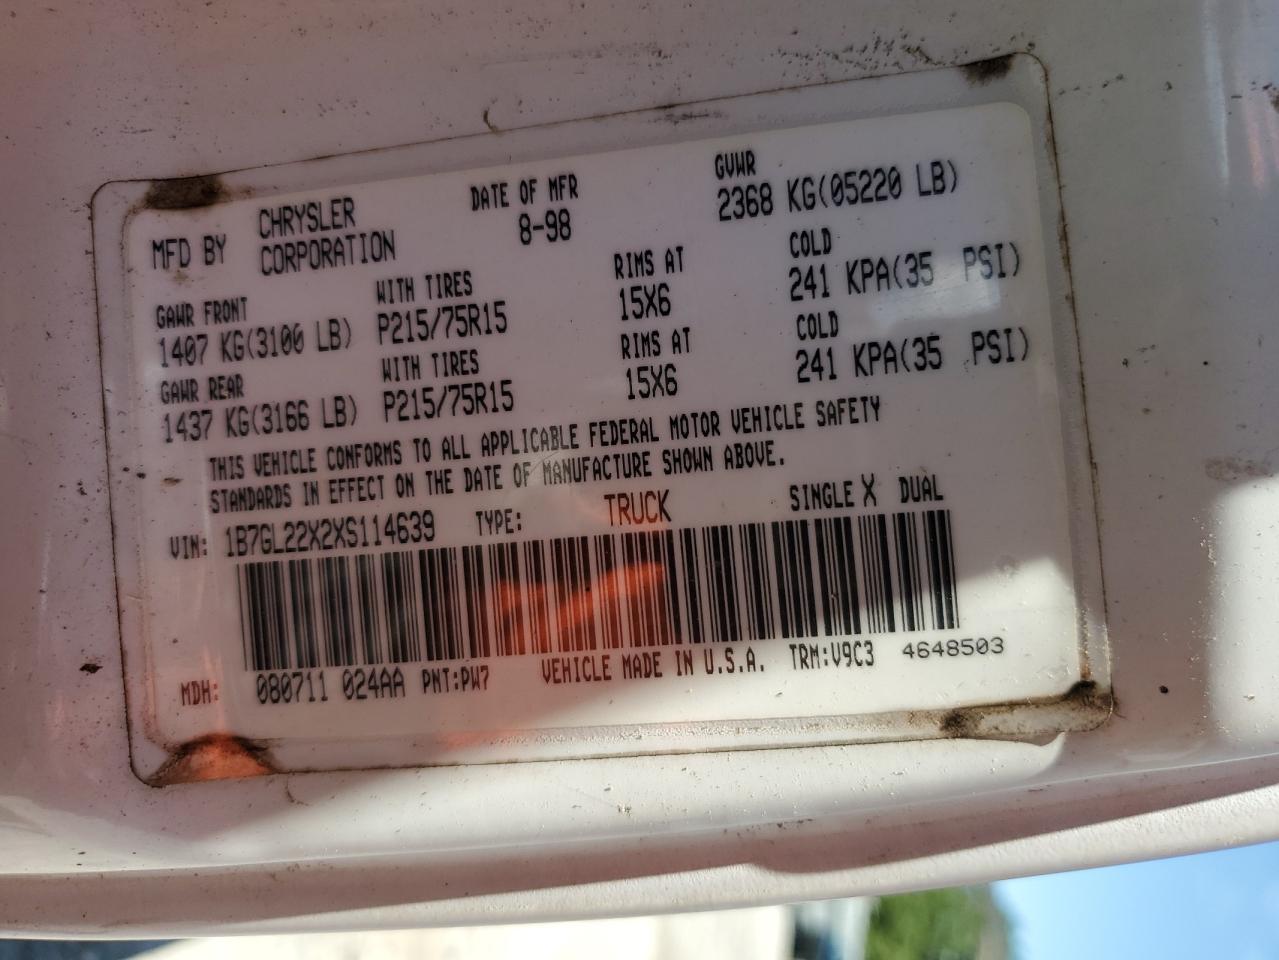 MFD BY CHRYSLER CORPORATION DATE OF MFR 8-98 GVWR 2368 KG(05220 LB)
GAWR FRONT WITH TIRES RIMS AT COLD
1407 KG(3100 LB) P215/75R15 15X6 241 KPA(35 PSI)
GAWR REAR WITH TIRES RIMS AT COLD
1437 KG(3166 LB) P215/75R15 15X6 241 KPA(35 PSI)
THIS VEHICLE CONFORMS TO ALL APPLICABLE FEDERAL MOTOR VEHICLE SAFETY
STANDARDS IN EFFECT ON THE DATE OF MANUFACTURE SHOWN ABOVE.
VIN: 1B7GL22X2XS114639 TYPE: TRUCK SINGLE X DUAL
MDH: 080711 024AA PNT:PW7 VEHICLE MADE IN U.S.A. TRM:V9C3 4648503